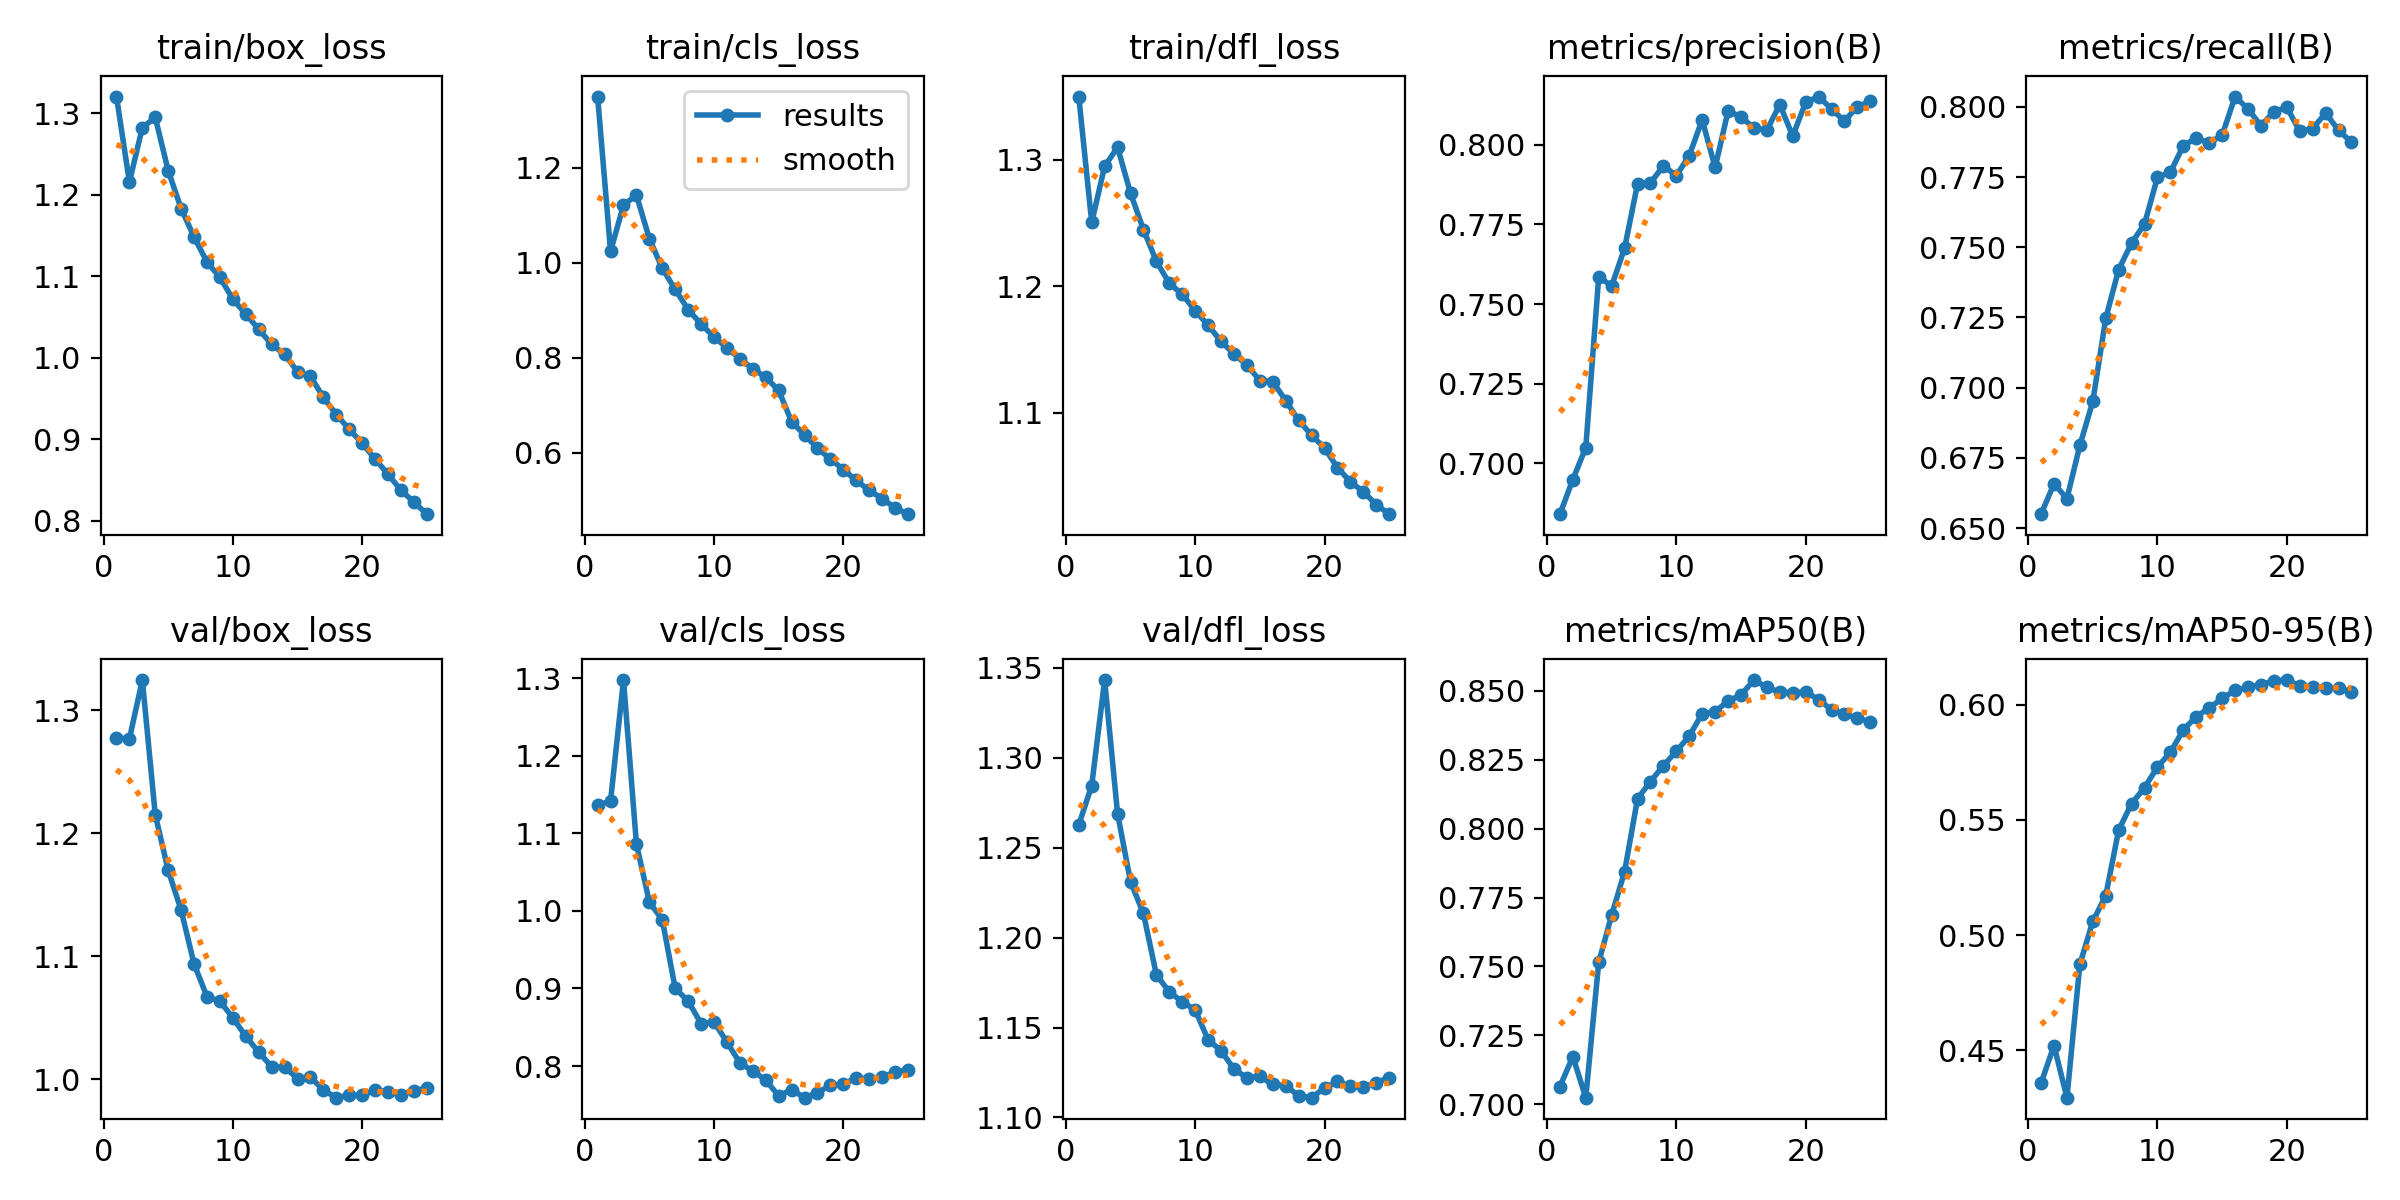 train/box_loss
1.3
1.2
1.1
1.0
0.9
0.8
0 10 20
train/cls_loss
results
smooth
1.2
1.0
0.8
0.6
0 10 20
train/dfl_loss
1.3
1.2
1.1
0 10 20
metrics/precision(B)
0.800
0.775
0.750
0.725
0.700
0 10 20
metrics/recall(B)
0.800
0.775
0.750
0.725
0.700
0.675
0.650
0 10 20
val/box_loss
1.3
1.2
1.1
1.0
0 10 20
val/cls_loss
1.3
1.2
1.1
1.0
0.9
0.8
0 10 20
val/dfl_loss
1.35
1.30
1.25
1.20
1.15
1.10
0 10 20
metrics/mAP50(B)
0.850
0.825
0.800
0.775
0.750
0.725
0.700
0 10 20
metrics/mAP50-95(B)
0.60
0.55
0.50
0.45
0 10 20